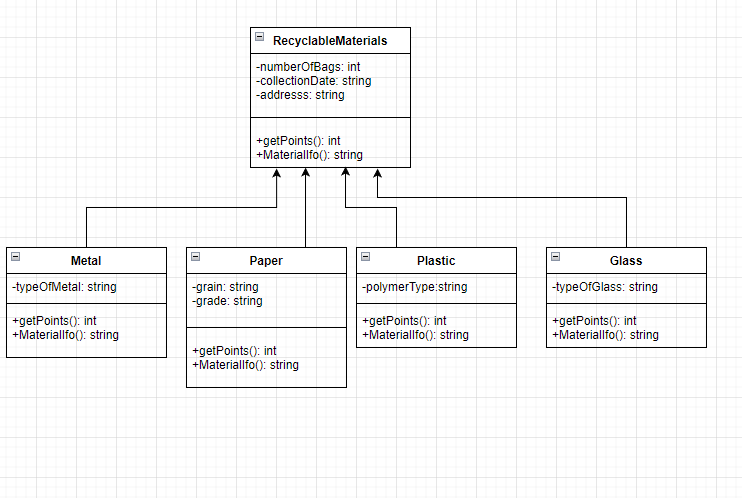 RecyclableMaterials
-numberOfBags: int
-collectionDate: string
-addresss: string
+getPoints(): int
+MaterialIfo(): string
Metal
-typeOfMetal: string
+getPoints(): int
+MaterialIfo(): string
Paper
-grain: string
-grade: string
+getPoints(): int
+MaterialIfo(): string
Plastic
-polymerType:string
+getPoints(): int
+MaterialIfo(): string
Glass
-typeOfGlass: string
+getPoints(): int
+MaterialIfo(): string